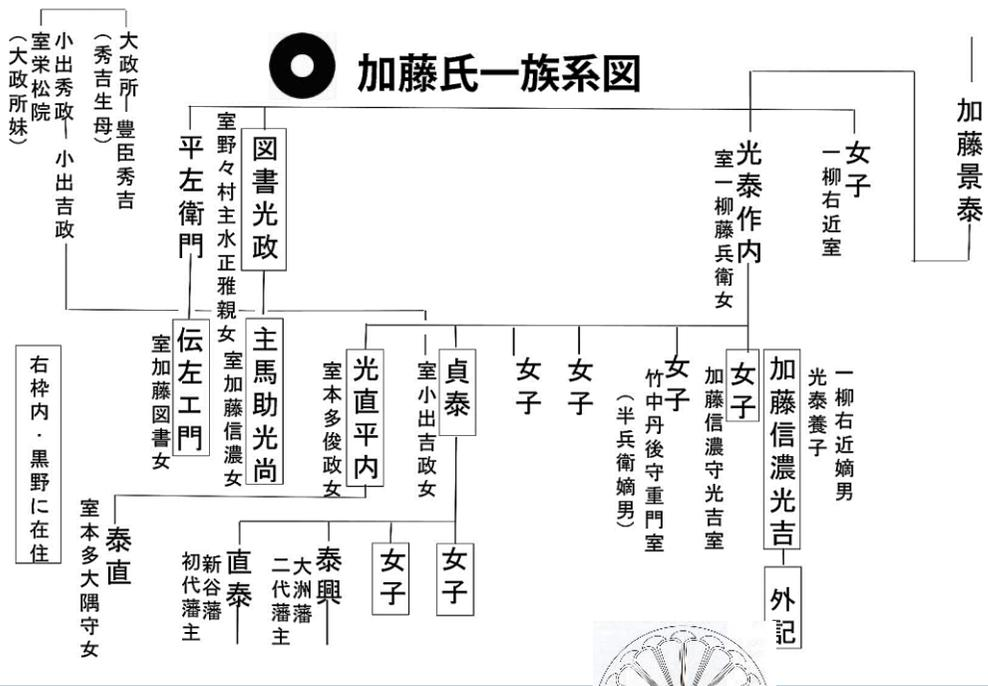 加藤氏一族系図
加藤景泰
女子
一柳右近室
光泰作内
室一柳藤兵衛女
図書光政
室野々村主水正雅親女
平左衛門
大政所
(秀吉生母)
豊臣秀吉
小出秀政
室栄松院
(大政所妹)
小出吉政
一柳右近嫡男
光泰養子
加藤信濃光吉
女子
加藤信濃守光吉室
女子
竹中丹後守重門室
(半兵衛嫡男)
女子
女子
貞泰
室小出吉政女
光直平内
室本多俊政女
主馬助光尚
室加藤信濃女
伝左エ門
室加藤図書女
右枠内・黒野に在住
外記
女子
女子
泰興
大洲藩
二代藩主
直泰
新谷藩
初代藩主
泰直
室本多大隅守女